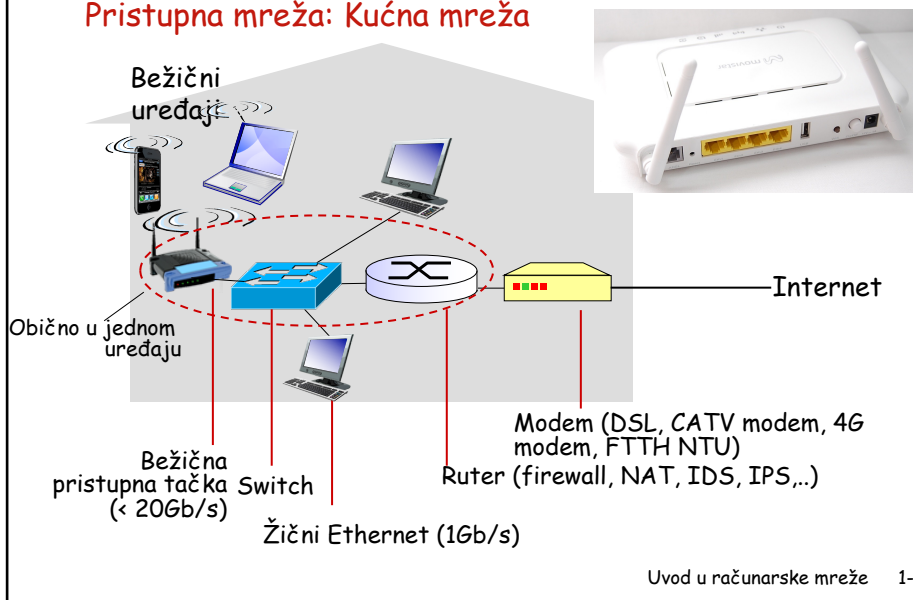 Pristupna mreža: Kućna mreža
Bežični
uređaji
movistar
Internet
Obično u jednom
uređaju
Modem (DSL, CATV modem, 4G
modem, FTTH NTU)
Ruter (firewall, NAT, IDS, IPS,..)
Bežična
pristupna tačka
(< 20Gb/s)
Switch
Žični Ethernet (1Gb/s)
Uvod u računarske mreže 1-